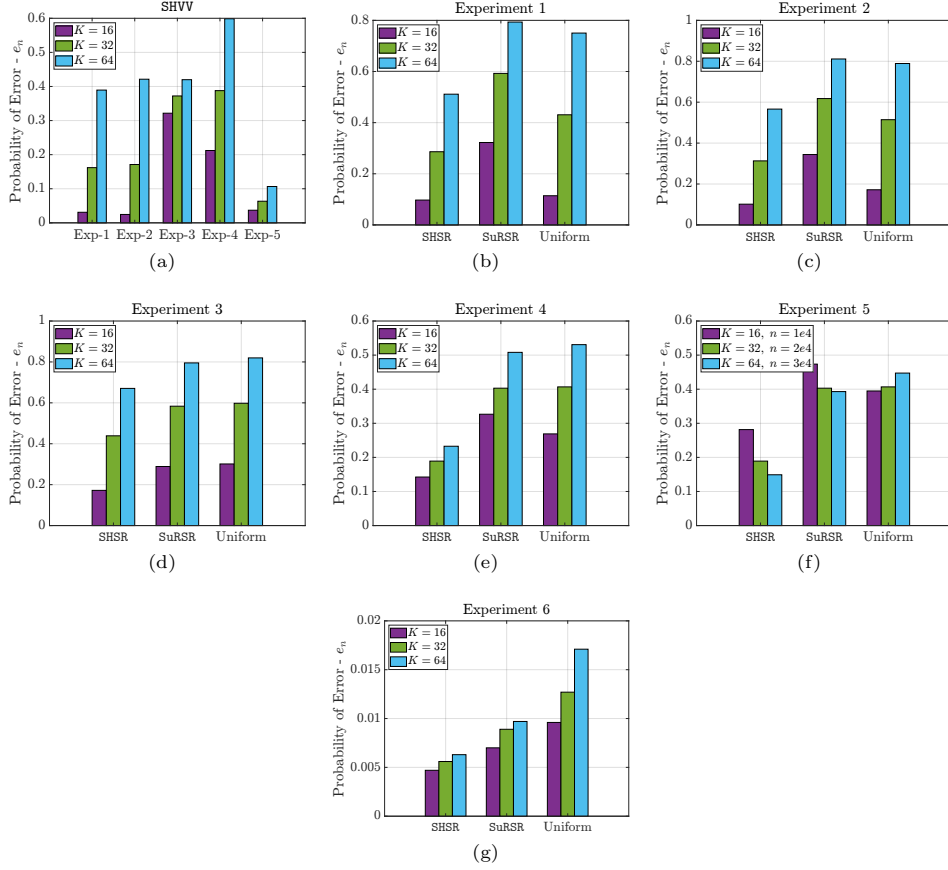 SHVV
Probability of Error - e_n
0.6
0.5
0.4
0.3
0.2
0.1
0
K = 16
K = 32
K = 64
Exp-1 Exp-2 Exp-3 Exp-4 Exp-5
(a)
Experiment 1
Probability of Error - e_n
0.8
0.6
0.4
0.2
0
K = 16
K = 32
K = 64
SHSR SuRSR Uniform
(b)
Experiment 2
Probability of Error - e_n
1
0.8
0.6
0.4
0.2
0
K = 16
K = 32
K = 64
SHSR SuRSR Uniform
(c)
Experiment 3
Probability of Error - e_n
1
0.8
0.6
0.4
0.2
0
K = 16
K = 32
K = 64
SHSR SuRSR Uniform
(d)
Experiment 4
Probability of Error - e_n
0.6
0.5
0.4
0.3
0.2
0.1
0
K = 16
K = 32
K = 64
SHSR SuRSR Uniform
(e)
Experiment 5
Probability of Error - e_n
0.6
0.5
0.4
0.3
0.2
0.1
0
K = 16, n = 1e4
K = 32, n = 2e4
K = 64, n = 3e4
SHSR SuRSR Uniform
(f)
Experiment 6
Probability of Error - e_n
0.02
0.015
0.01
0.005
0
K = 16
K = 32
K = 64
SHSR SuRSR Uniform
(g)